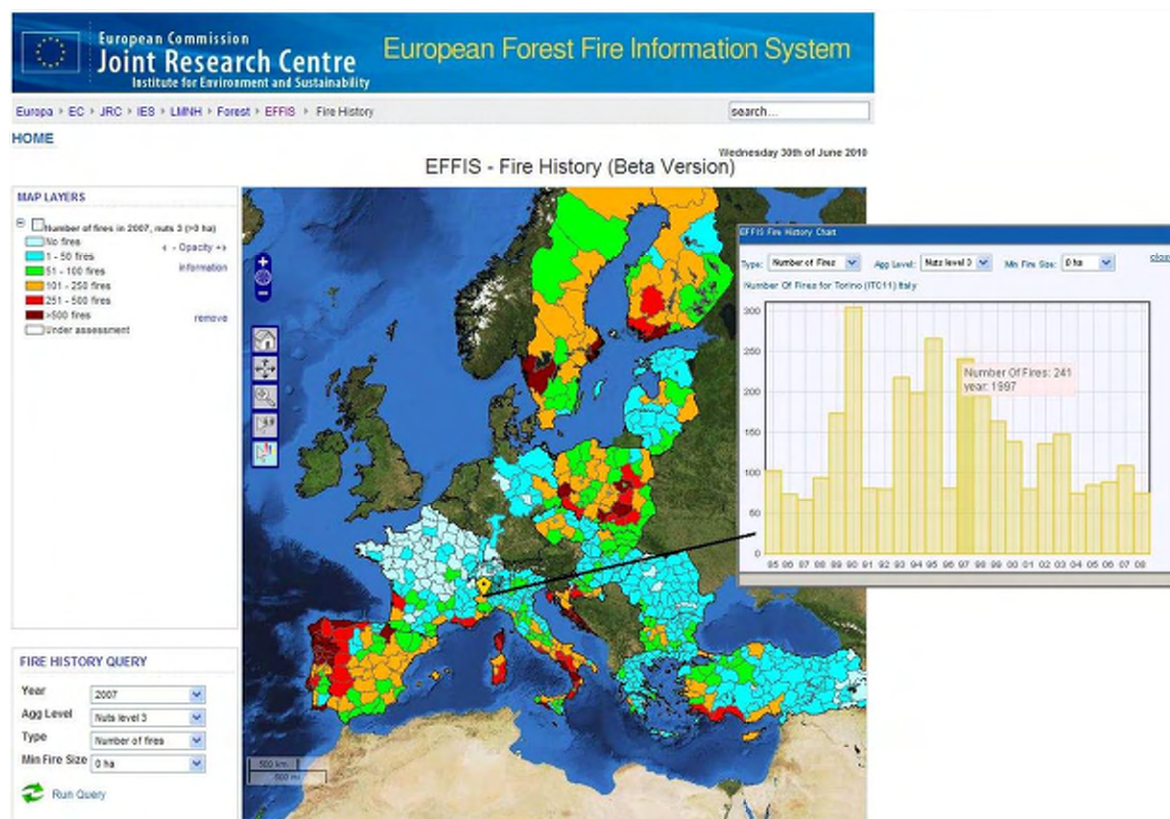 European Commission
Joint Research Centre
Institute for Environment and Sustainability
European Forest Fire Information System
Europa EC JRC IES LMNH Forest EFFIS Fire History
search...
HOME
Wednesday 30th of June 2010
EFFIS - Fire History (Beta Version)
MAP LAYERS
Number of fires in 2007, nuts 3 (>0 ha)
No fires
1 - 50 fires
51 - 100 fires
101 - 250 fires
251 - 500 fires
>500 fires
Under assessment
- Opacity +
information
remove
500 km
500 mi
FIRE HISTORY QUERY
Year 2007
Agg Level Nuts level 3
Type Number of fires
Min Fire Size 0 ha
Run Query
EFFIS Fire History Chart
Type: Number of Fires Agg Level: Nuts level 3 Min Fire Size: 0 ha
Number Of Fires for Torino (ITC11) Italy
300
250
200
150
100
50
0
Number Of Fires: 241
year: 1997
85 86 87 88 89 90 91 92 93 94 95 96 97 98 99 00 01 02 03 04 05 06 07 08